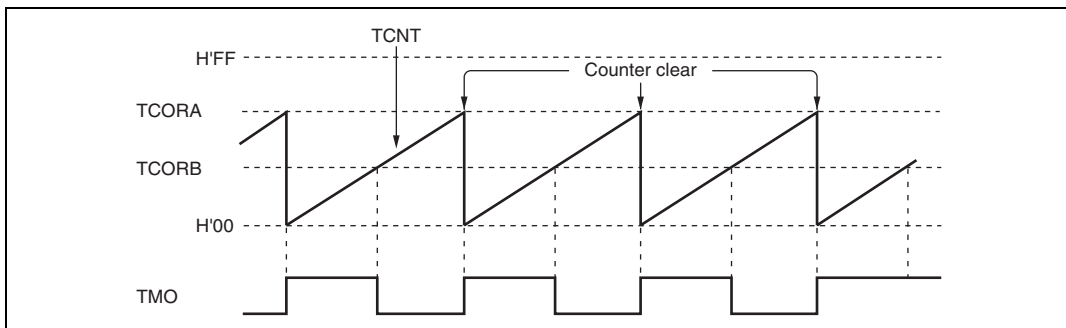 TCNT
H'FF
Counter clear
TCORA
TCORB
H'00
TMO